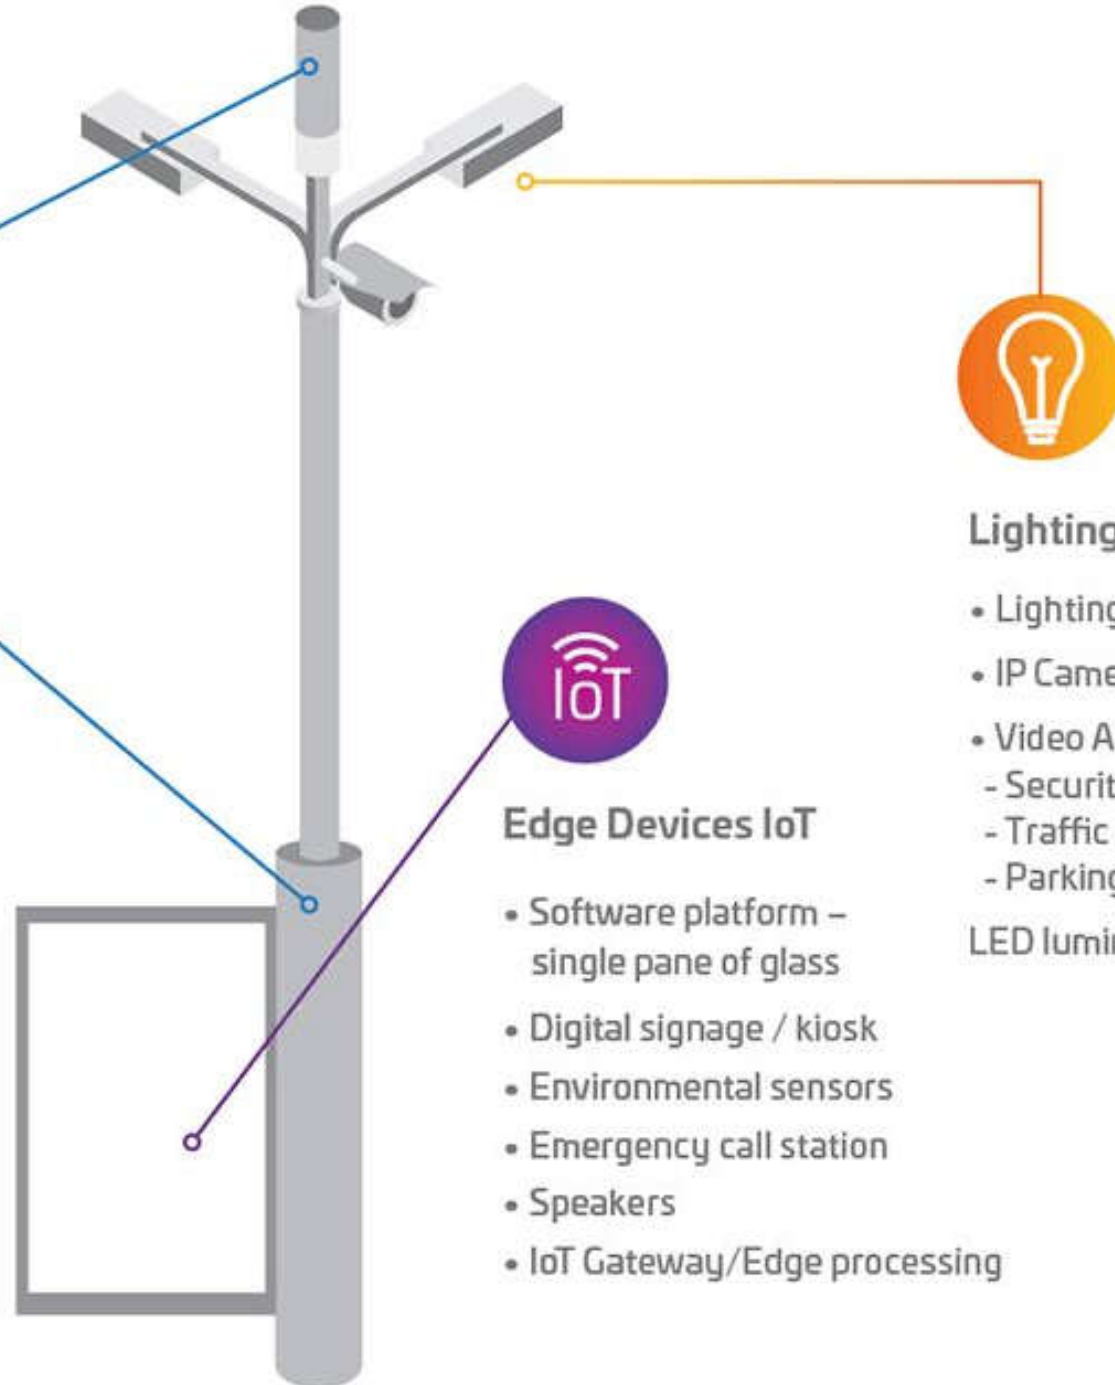 IoT
Edge Devices IoT
• Software platform –
single pane of glass
• Digital signage / kiosk
• Environmental sensors
• Emergency call station
• Speakers
• IoT Gateway/Edge processing
Lighting
• Lighting
• IP Came
• Video A
- Securit
- Traffic
- Parking
LED lumin